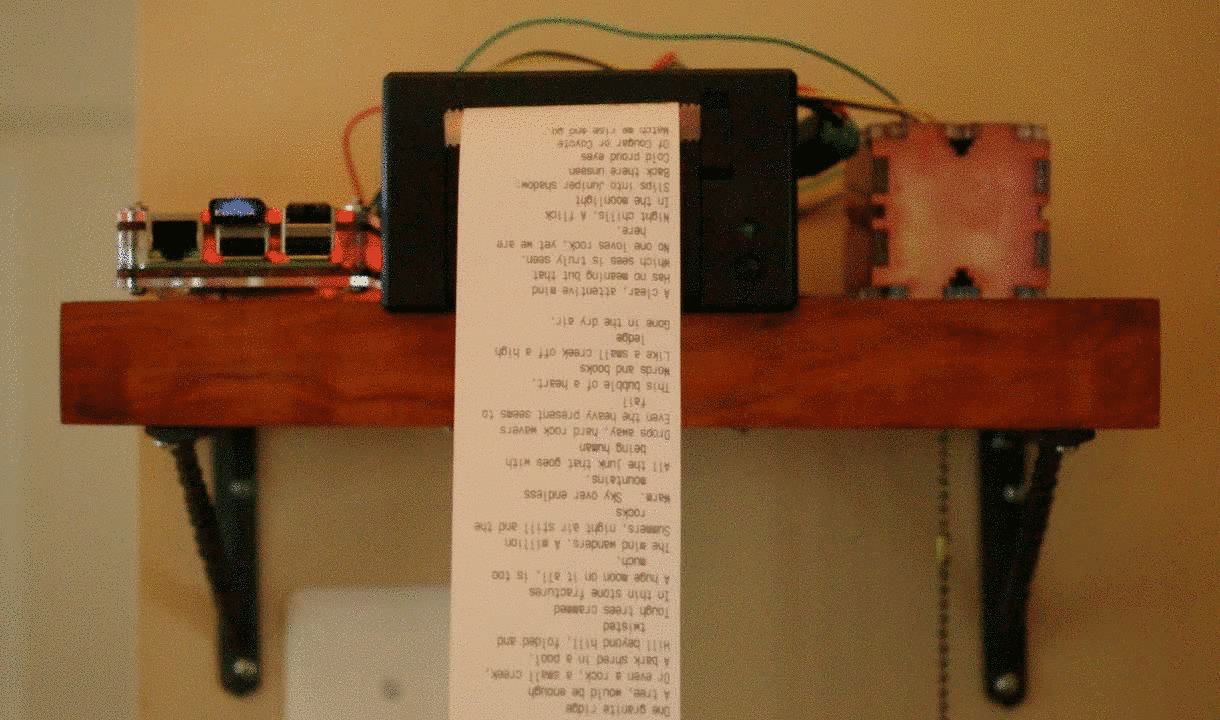 One granite ridge
A tree, would be enough
Or even a rock, a small creek,
A bark shred in a pool.
Hill beyond hill, folded and
twisted
Tough trees crammed
In thin stone fractures
A huge moon on it all, is too
much.
The mind wanders. A million
Summers, night air still and the
rocks
Warm. Sky over endless
mountains.
All the junk that goes with
being human
Drops away, hard rock wavers
Even the heavy present seems to
fail
This bubble of a heart.
Words and books
Like a small creek off a high
ledge
Gone in the dry air.
A clear, attentive mind
Has no meaning but that
Which sees is truly seen.
No one loves rock, yet we are
here.
Night chills. A flick
In the moonlight
Slips into Juniper shadow:
Back there unseen
Cold proud eyes
Of Cougar or Coyote
Watch me rise and go.